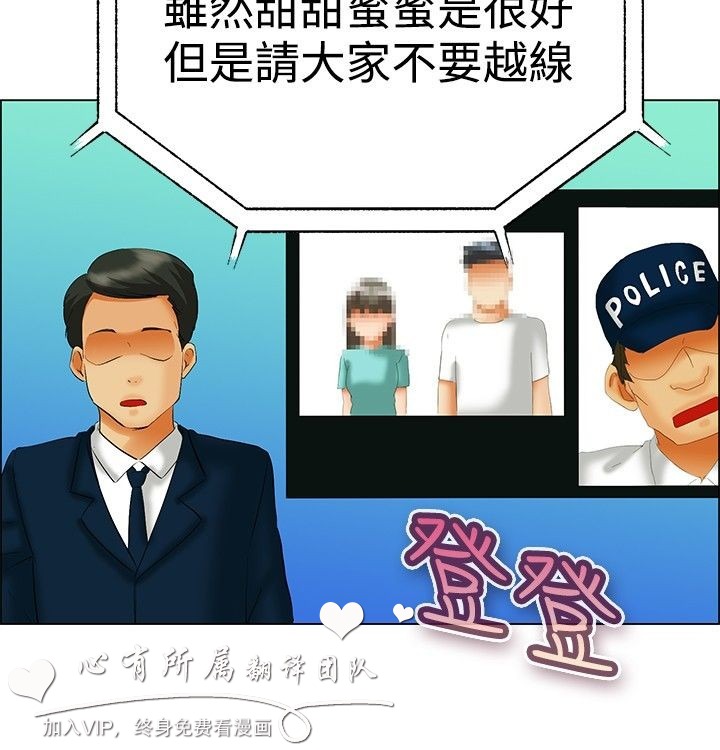 雖然甜甜蜜蜜是很好
但是請大家不要越線
POLICE
登登
心有所属翻译团队
加入VIP，终身免费看漫画